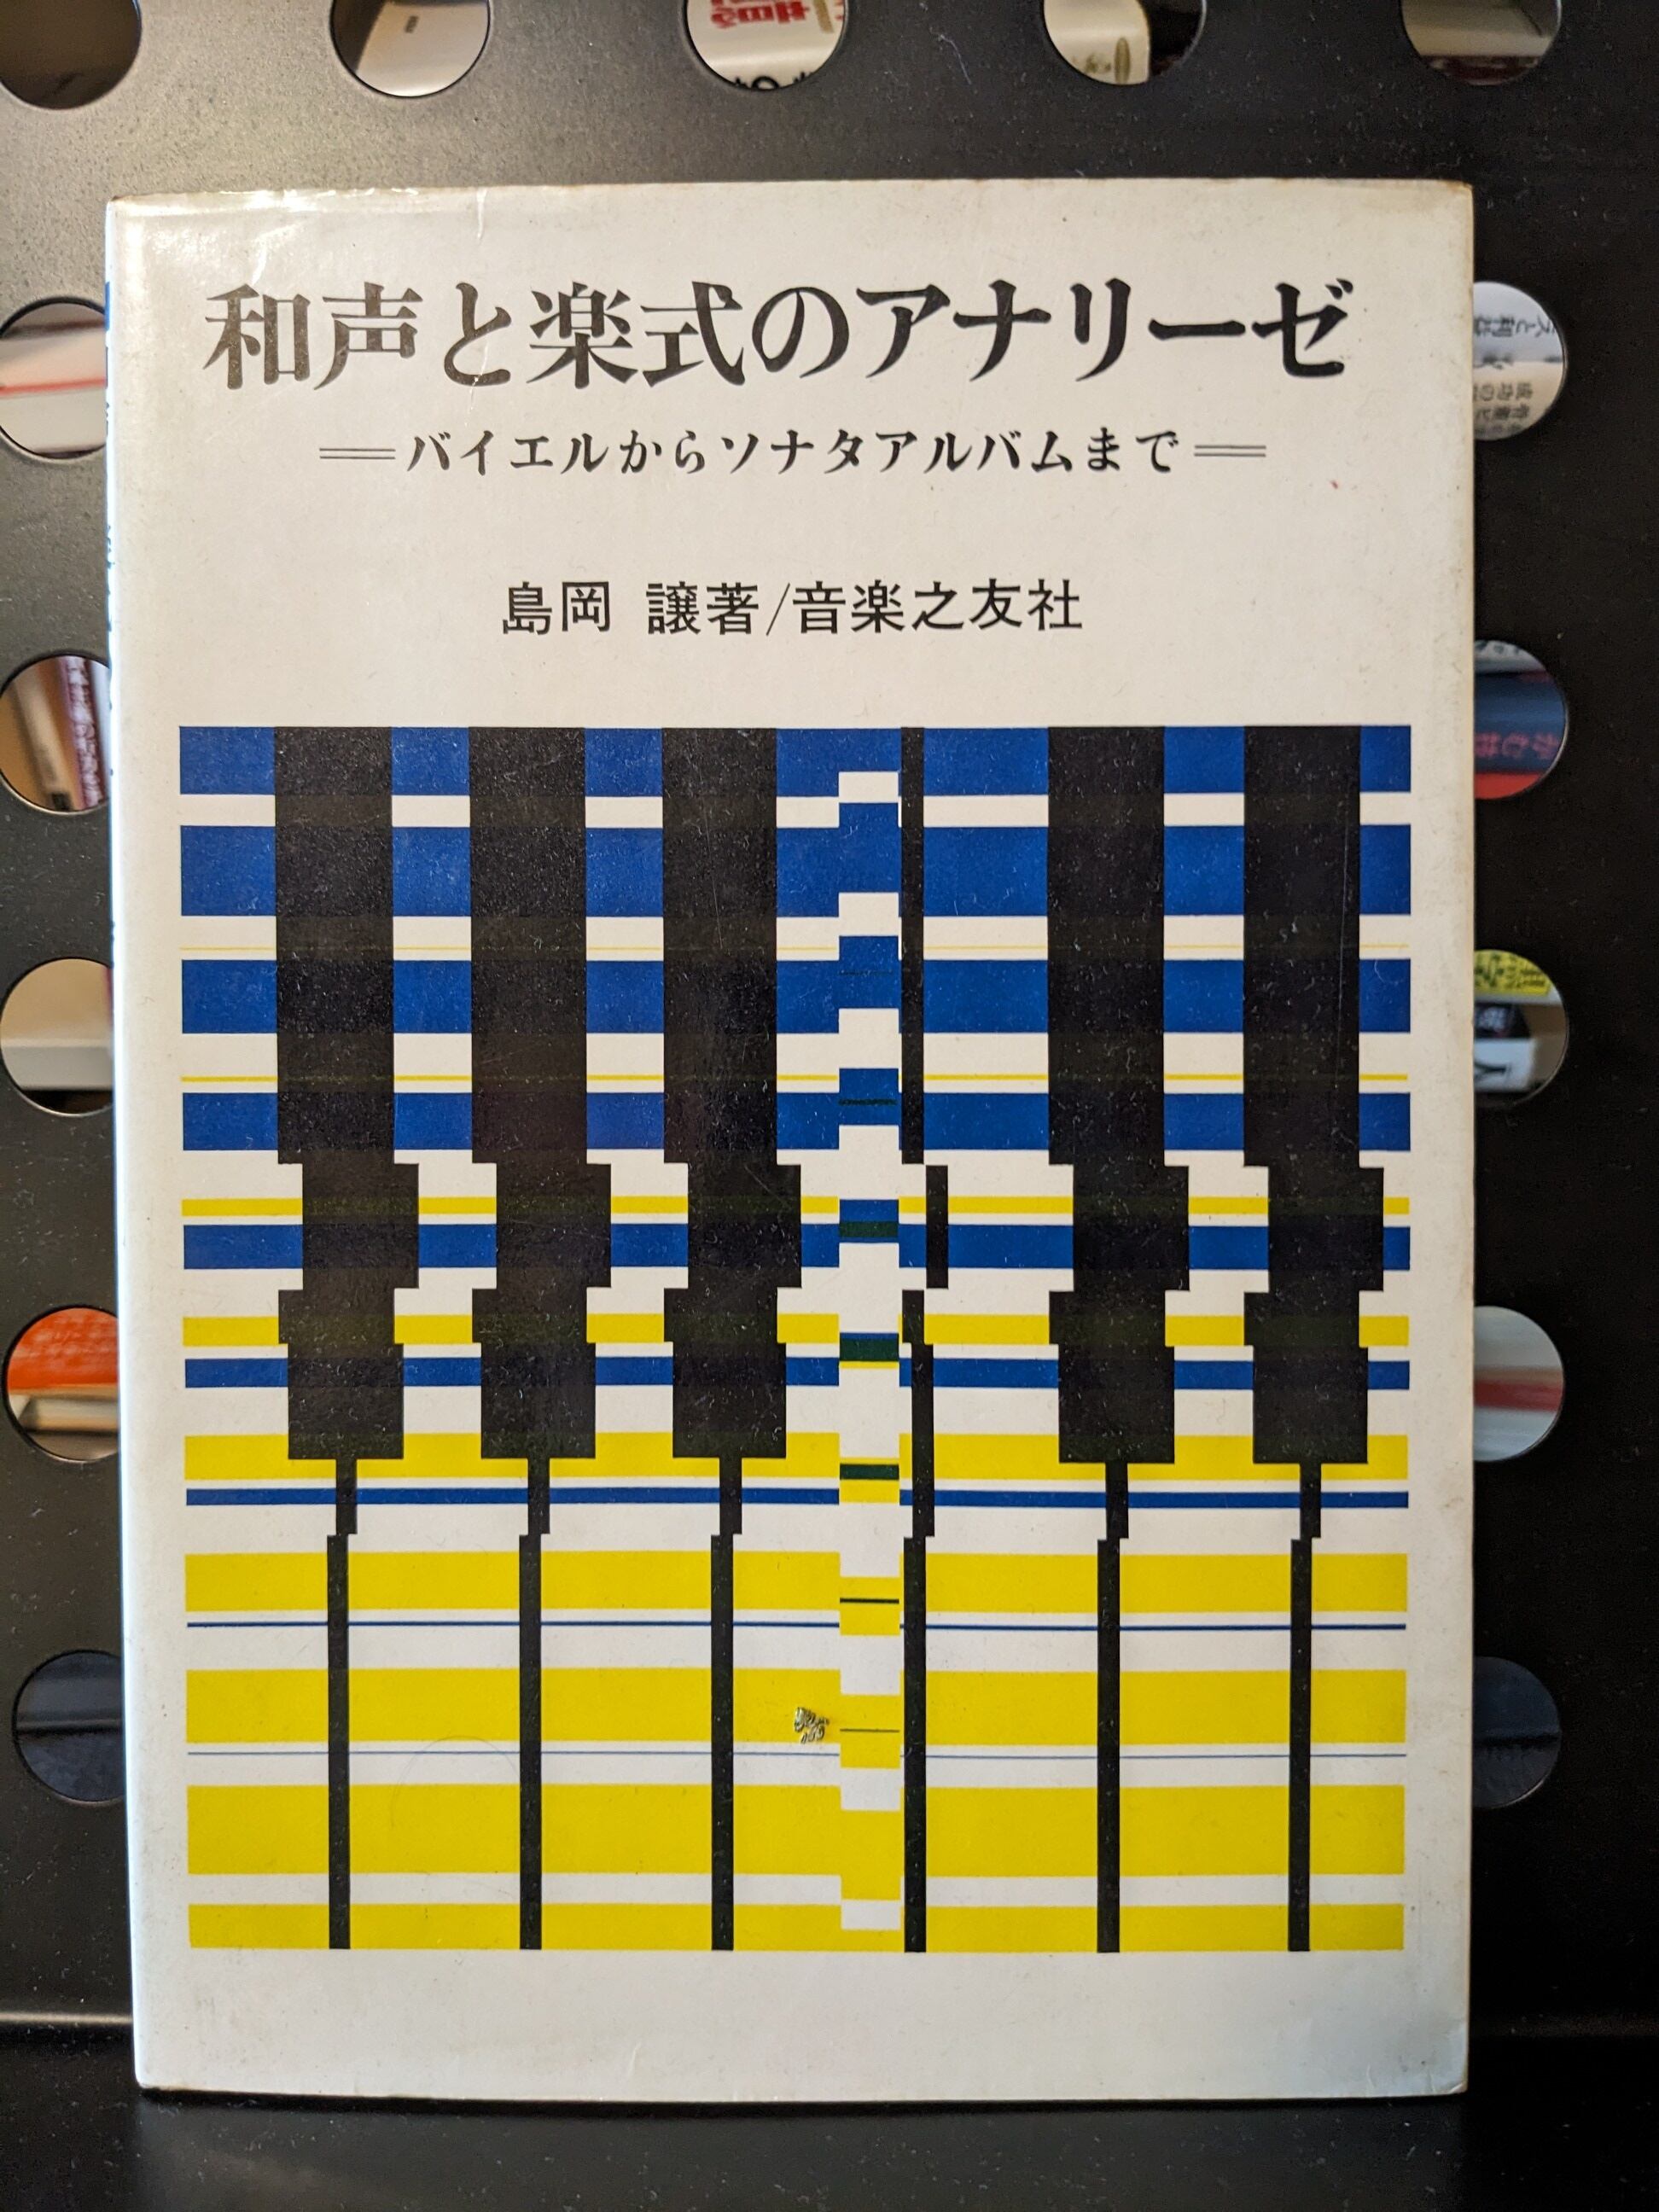 和声と楽式のアナリーゼ
＝バイエルからソナタアルバムまで＝
島岡 譲著/音楽之友社